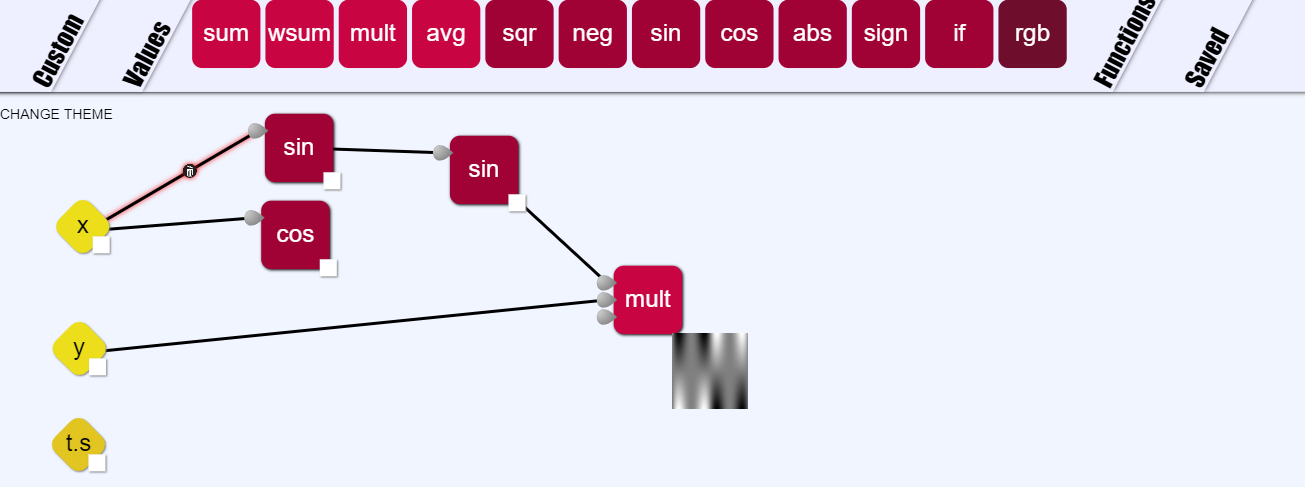 Custom
Values
sum wsum mult avg sqr neg sin cos abs sign if rgb
Functions
Saved
CHANGE THEME
sin
sin
x
cos
mult
y
t.s